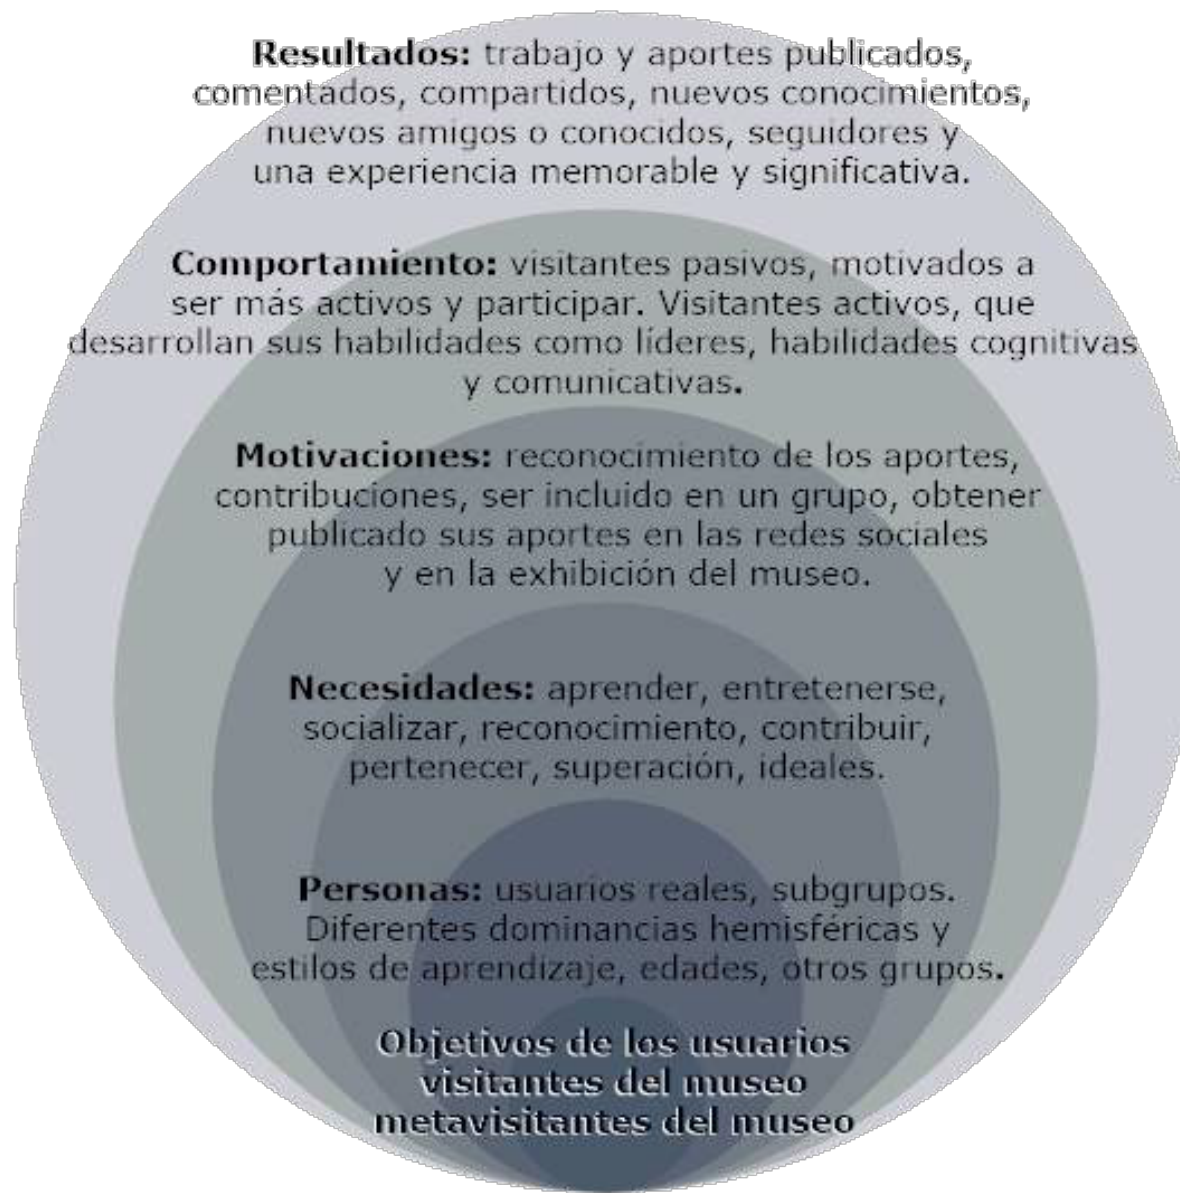 Resultados: trabajo y aportes publicados,
comentados, compartidos, nuevos conocimientos,
nuevos amigos o conocidos, seguidores y
una experiencia memorable y significativa.
Comportamiento: visitantes pasivos, motivados a
ser más activos y participar. Visitantes activos, que
desarrollan sus habilidades como líderes, habilidades cognitivas
y comunicativas.
Motivaciones: reconocimiento de los aportes,
contribuciones, ser incluido en un grupo, obtener
publicado sus aportes en las redes sociales
y en la exhibición del museo.
Necesidades: aprender, entretenerse,
socializar, reconocimiento, contribuir,
pertenecer, superación, ideales.
Personas: usuarios reales, subgrupos.
Diferentes dominancias hemisféricas y
estilos de aprendizaje, edades, otros grupos.
Objetivos de los usuarios
visitantes del museo
metavisitantes del museo